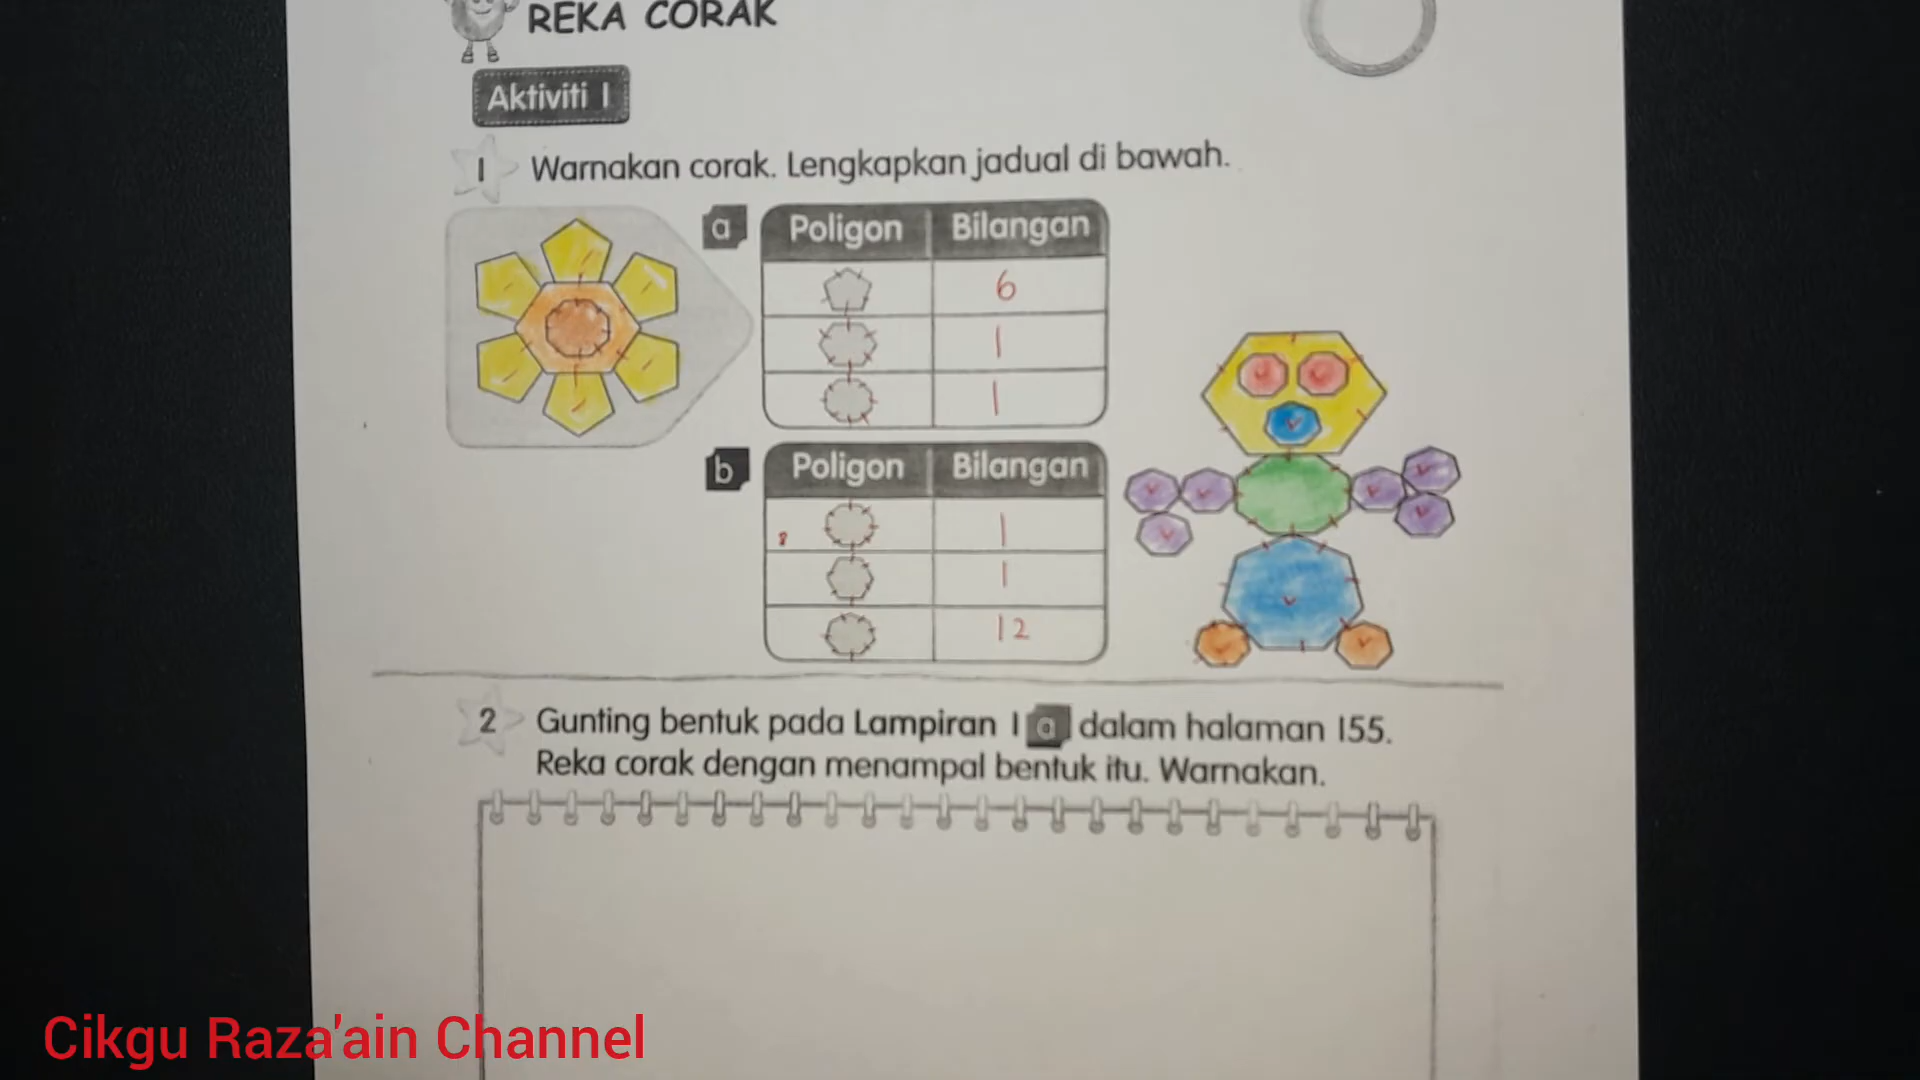 REKA CORAK
Aktiviti 1
1 Warnakan corak. Lengkapkan jadual di bawah.
a Poligon Bilangan
6
1
1
b Poligon Bilangan
8 1
1
12
2 Gunting bentuk pada Lampiran 1 a dalam halaman 155.
Reka corak dengan menampal bentuk itu. Warnakan.
Cikgu Raza'ain Channel